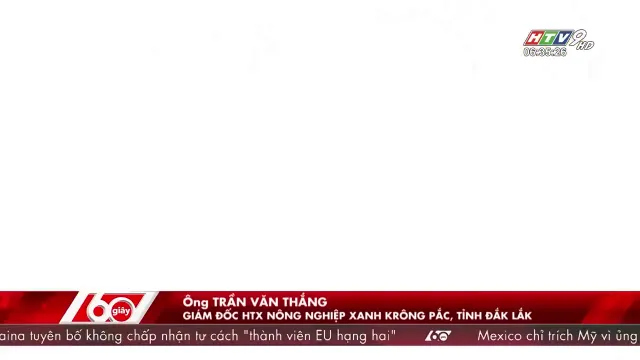 HTV9 HD
06:35:26
Ông TRẦN VĂN THẮNG
GIÁM ĐỐC HTX NÔNG NGHIỆP XANH KRÔNG PẮC, TỈNH ĐẮK LẮK
60 giây
aina tuyên bố không chấp nhận tư cách "thành viên EU hạng hai" 60 Mexico chỉ trích Mỹ vì ủng